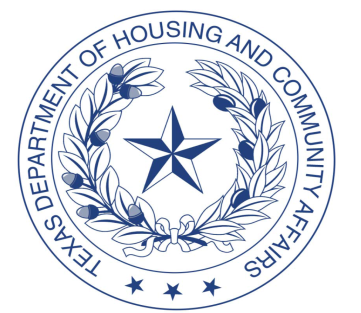 TEXAS DEPARTMENT OF HOUSING AND COMMUNITY AFFAIRS